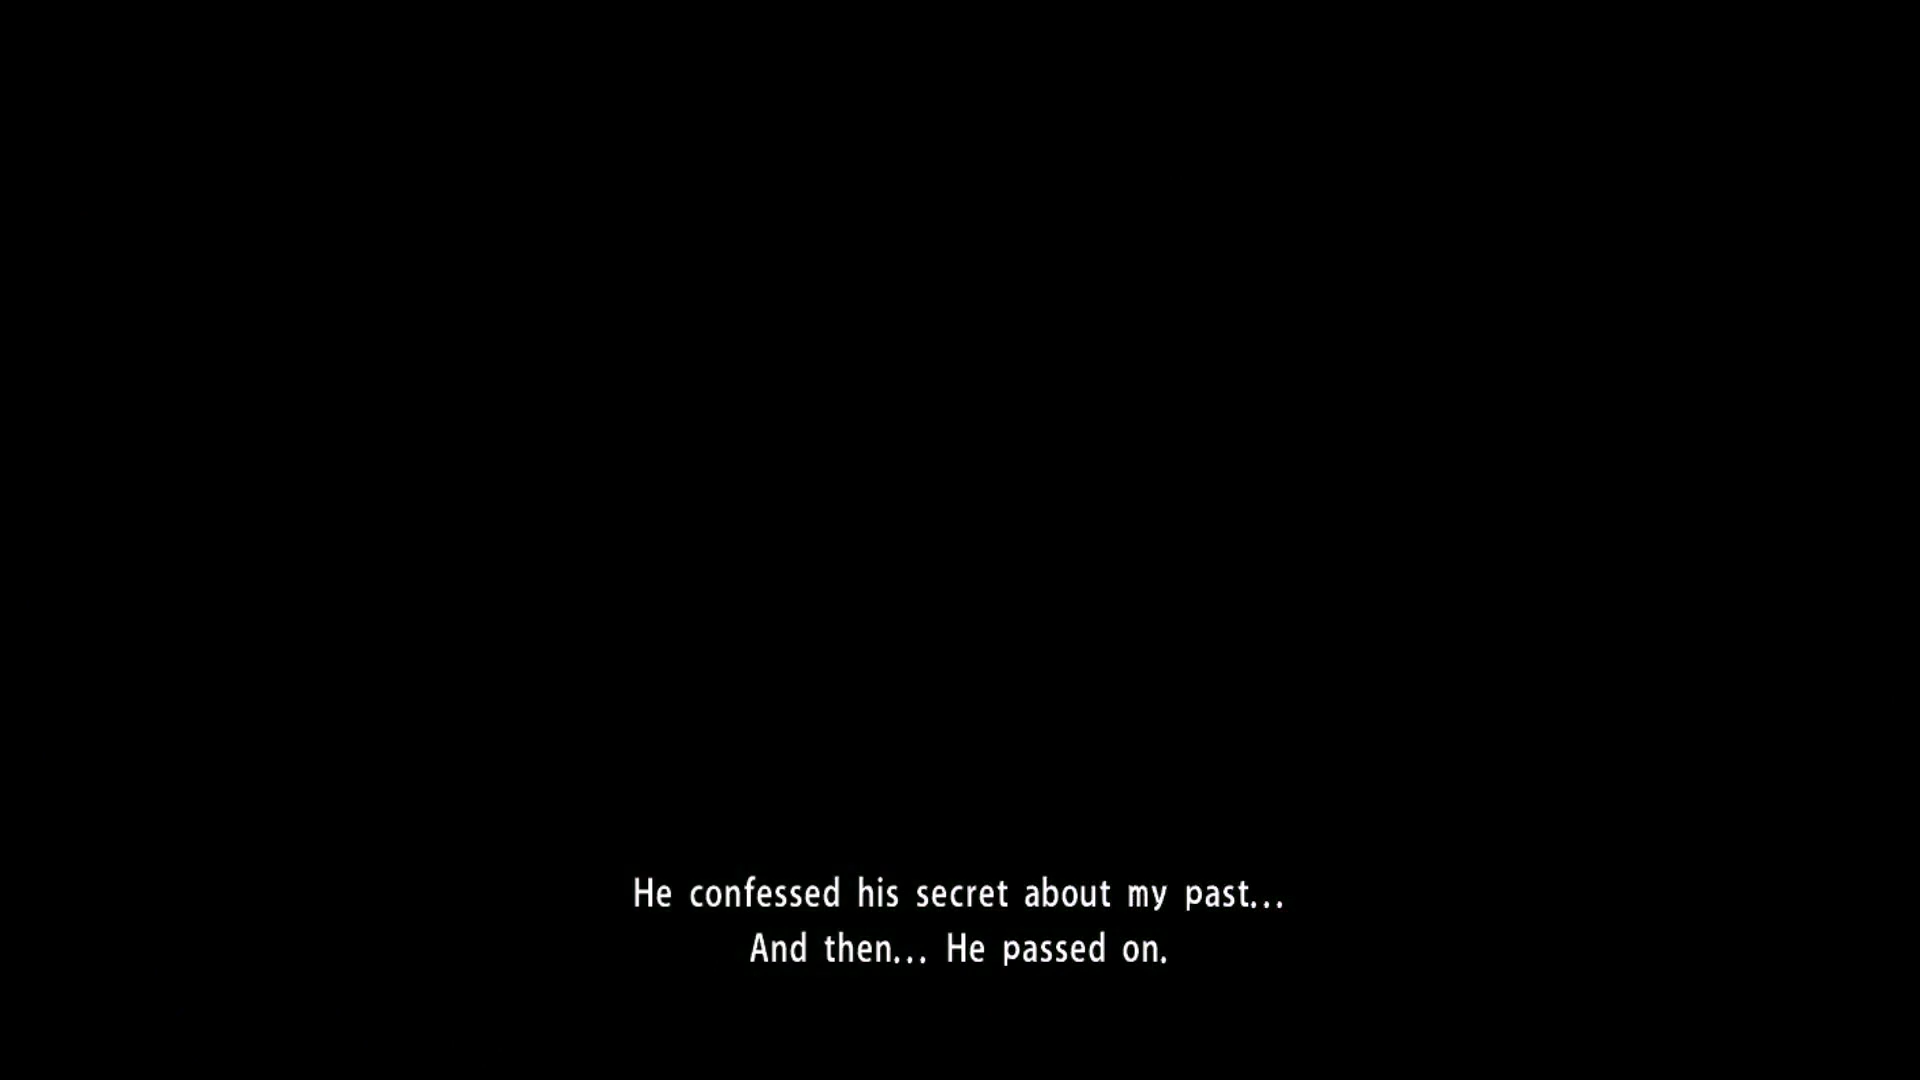 He confessed his secret about my past...
And then... He passed on.